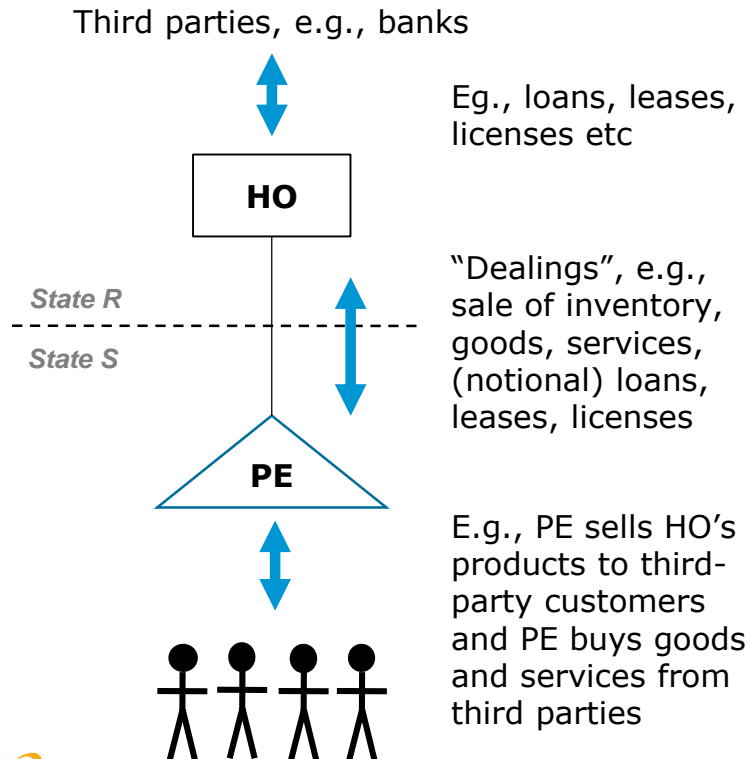 Third parties, e.g., banks
Eg., loans, leases,
licenses etc
HO
“Dealings”, e.g.,
sale of inventory,
goods, services,
(notional) loans,
leases, licenses
State R
State S
PE
E.g., PE sells HO’s
products to third-
party customers
and PE buys goods
and services from
third parties